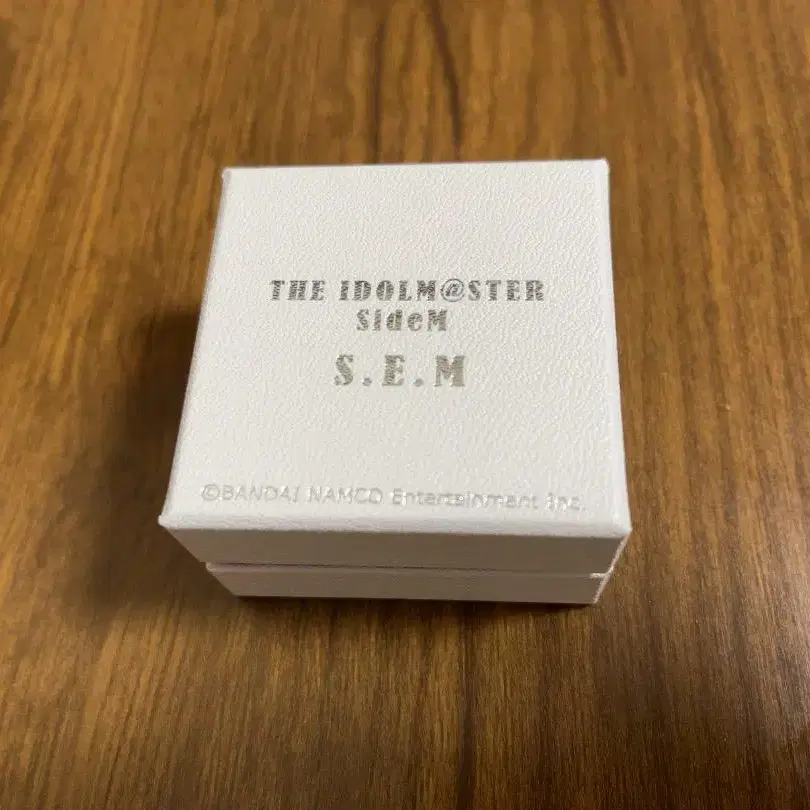 THE IDOLM@STER
SideM
S.E.M
©BANDAI NAMCO Entertainment Inc.